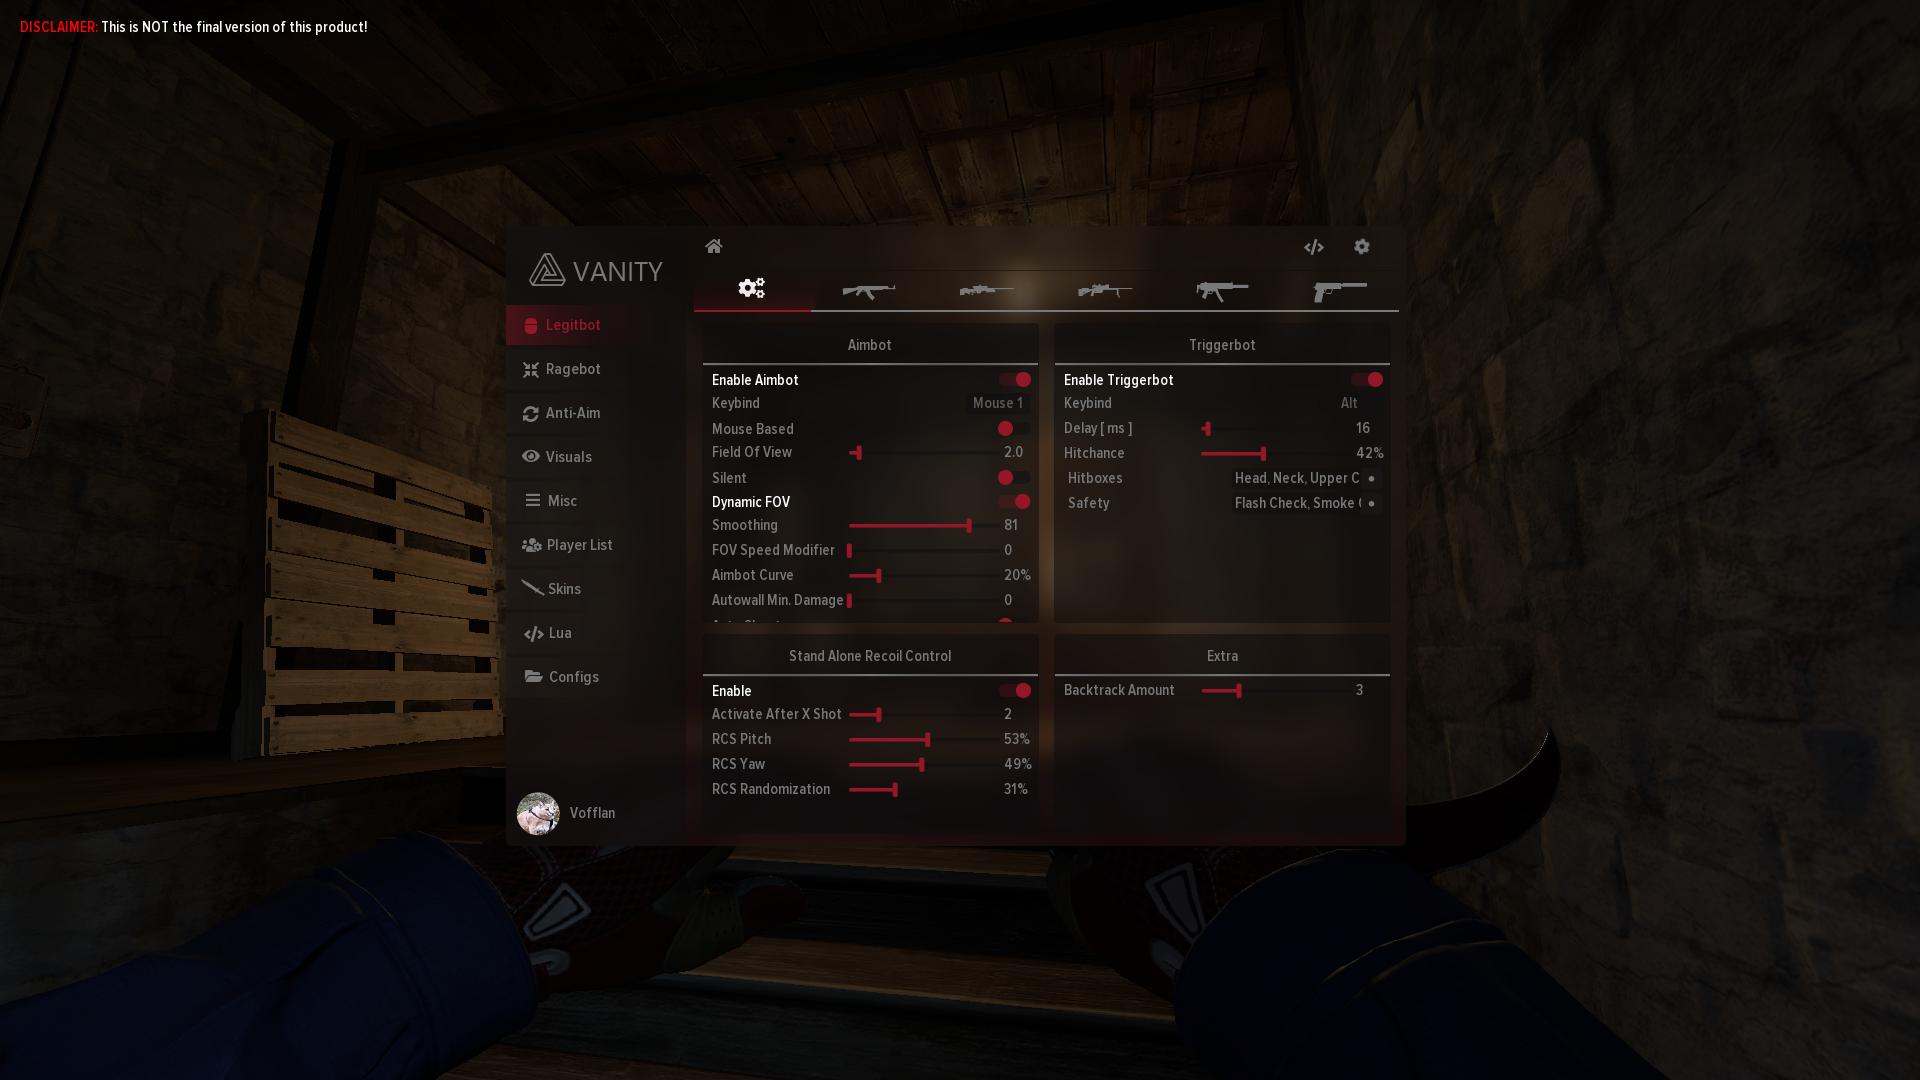 DISCLAIMER: This is NOT the final version of this product!
VANITY
Legitbot
Ragebot
Anti-Aim
Visuals
Misc
Player List
Skins
Lua
Configs
Vofflan
Aimbot
Enable Aimbot
Keybind Mouse 1
Mouse Based
Field Of View 2.0
Silent
Dynamic FOV
Smoothing 81
FOV Speed Modifier 0
Aimbot Curve 20%
Autowall Min. Damage 0
Triggerbot
Enable Triggerbot
Keybind Alt
Delay [ ms ] 16
Hitchance 42%
Hitboxes Head, Neck, Upper C
Safety Flash Check, Smoke
Stand Alone Recoil Control
Enable
Activate After X Shot 2
RCS Pitch 53%
RCS Yaw 49%
RCS Randomization 31%
Extra
Backtrack Amount 3